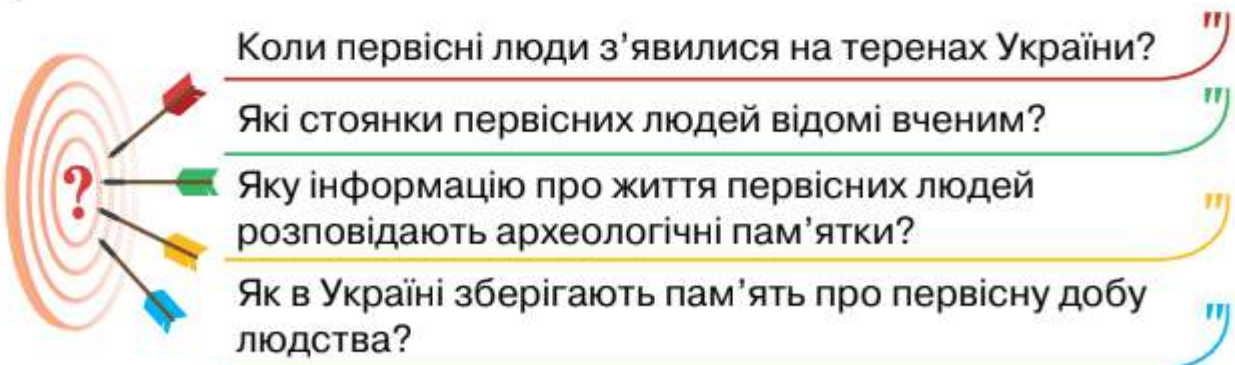 Коли первісні люди з’явилися на теренах України?
Які стоянки первісних людей відомі вченим?
?
Яку інформацію про життя первісних людей
розповідають археологічні пам’ятки?
Як в Україні зберігають пам’ять про первісну добу
людства?